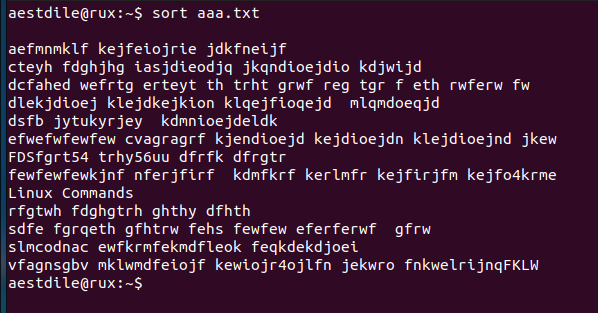 aestdile@rux:~$ sort aaa.txt

aefmnmklf kejfeiojrie jdkfneijf
cteyh fdghjhg iasjdieodjq jkqndioejdio kdjwijd
dcfahed wefrtg erteyt th trht grwf reg tgr f eth rwferw fw
dlekjdioej klejdkejkion klqejfioqejd  mlqmdoeqjd
dsfb jytukyrjey  kdmnioejdeldk
efwefwfewfew cvagragrf kjendioejd kejdioejdn klejdioejnd jkew
FDSfgrt54 trhy56uu dfrfk dfrgtr
fewfewfewkjnf nferjfirf  kdmfkrf kerlmfr kejfirjfm kejfo4krme
Linux Commands
rfgtwh fdghgtrh ghthy dfhth
sdfe fgrqeth gfhtrw fehs fewfew eferferwf  gfrw
slmcodnac ewfkrmfekmdfleok feqkdekdjoei
vfagnsgbv mklwmdfeiojf kewiojr4ojlfn jekwro fnkwelrijnqFKLW
aestdile@rux:~$